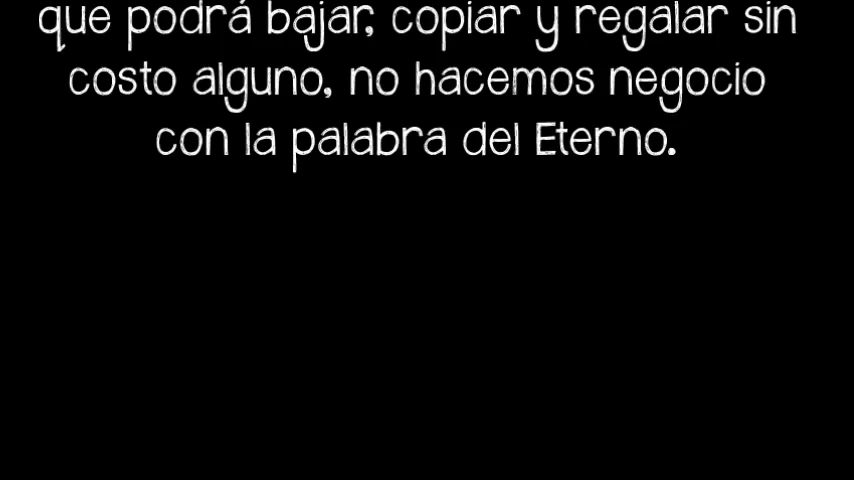 que podrá bajar, copiar y regalar sin
costo alguno, no hacemos negocio
con la palabra del Eterno.